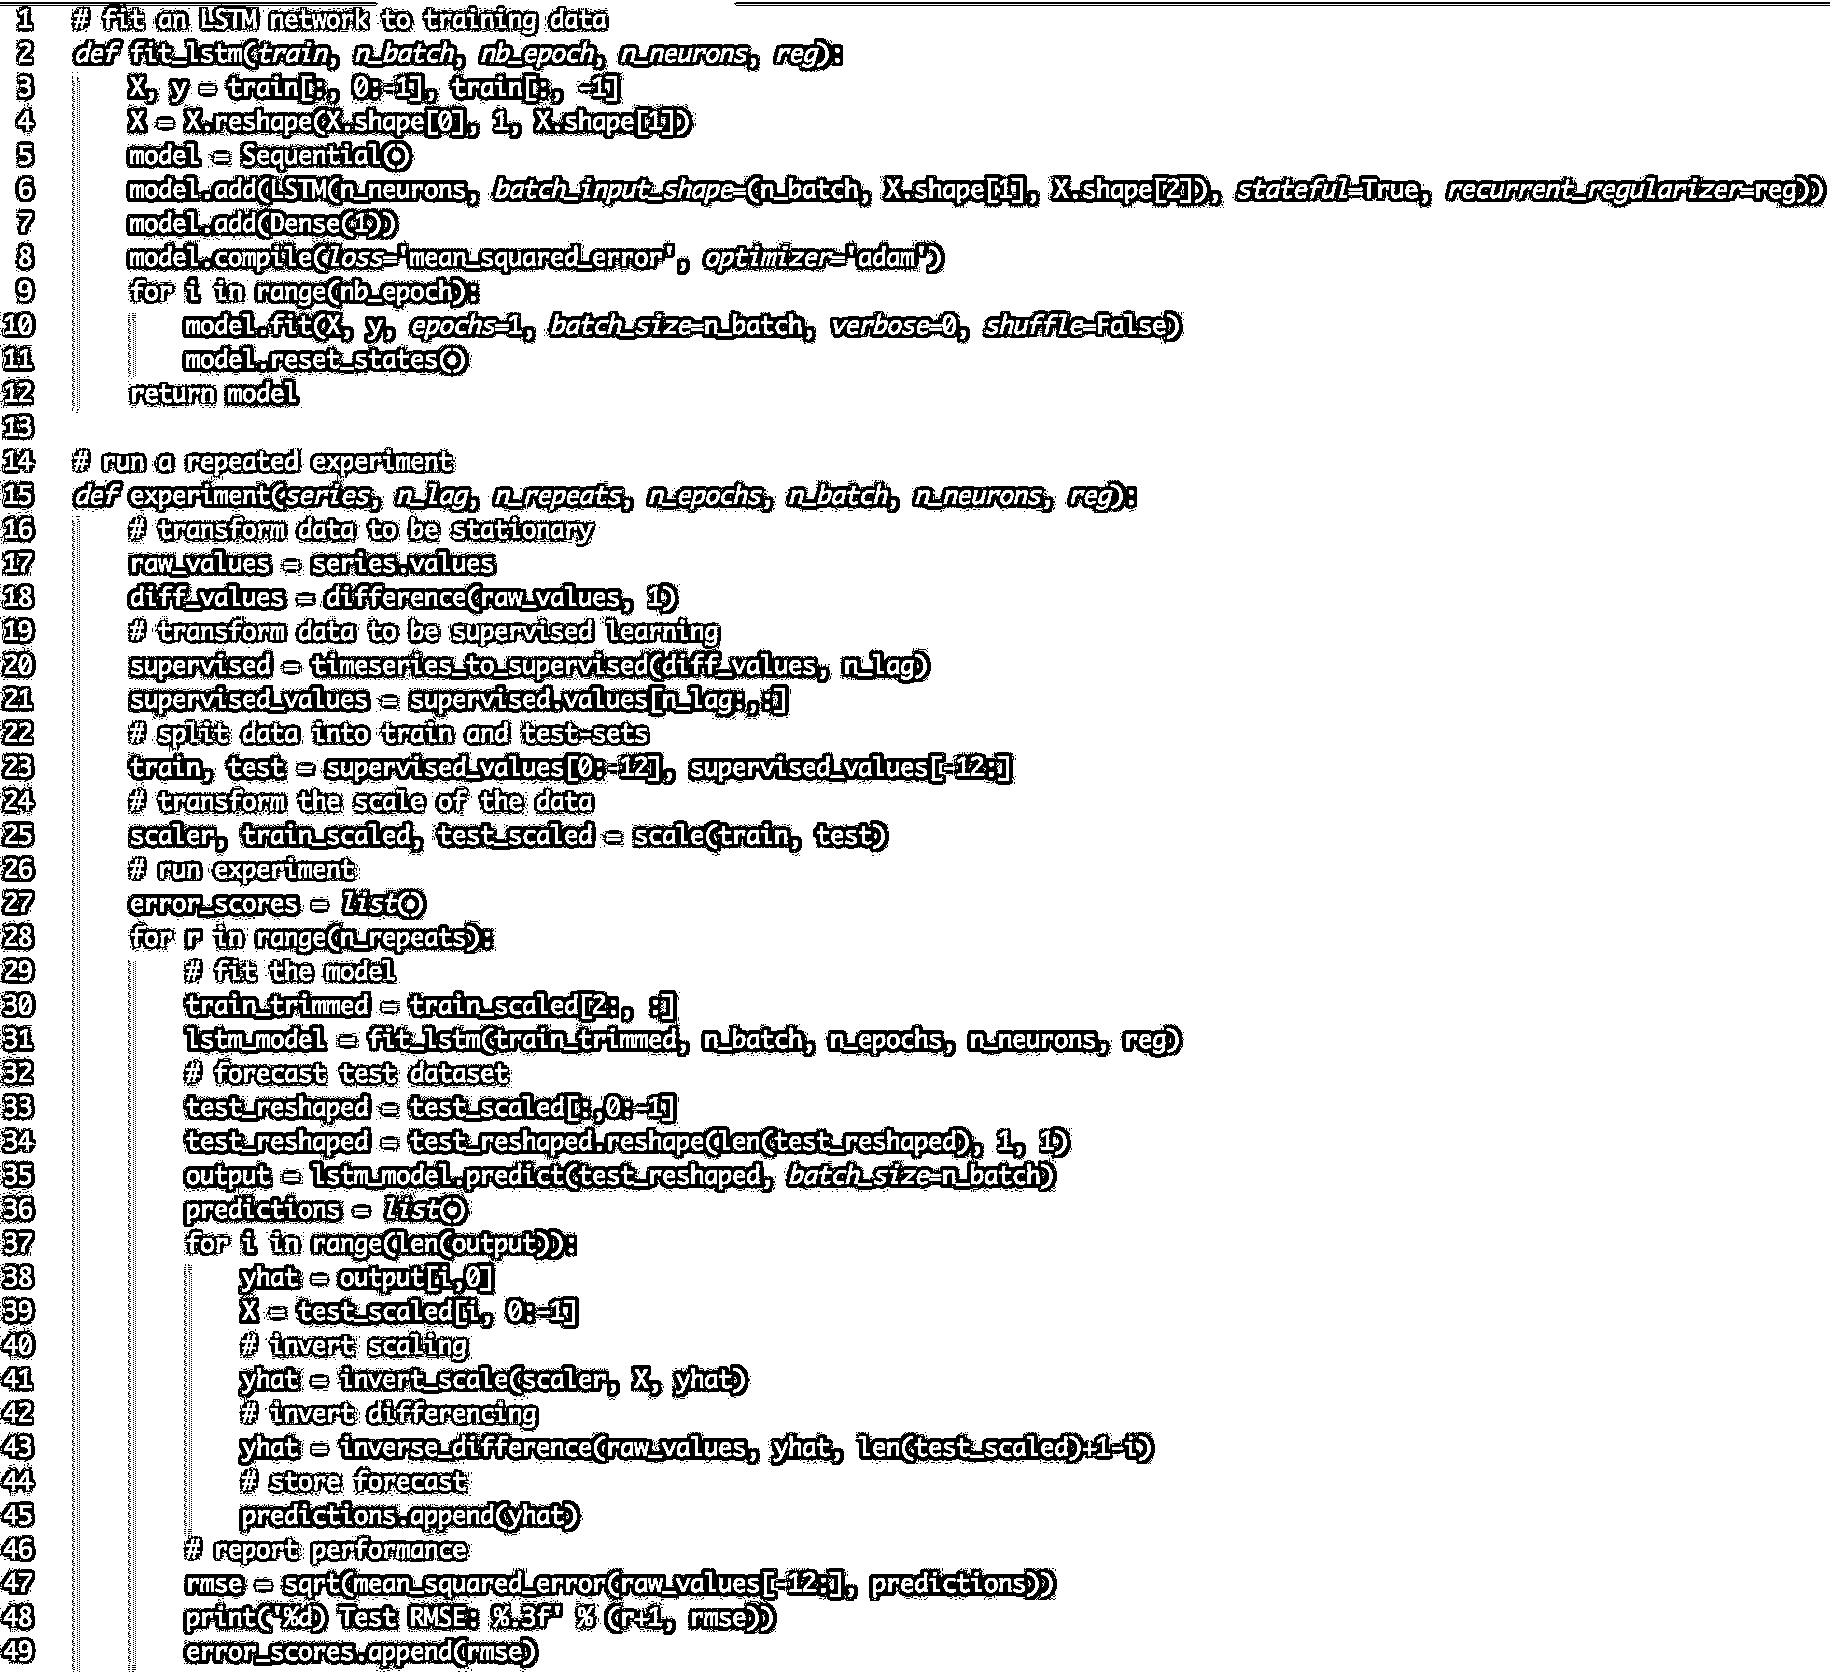 1 # fit an LSTM network to training data
2 def fit_lstm(train, n_batch, nb_epoch, n_neurons, reg):
3     X, y = train[:, 0:-1], train[:, -1]
4     X = X.reshape(X.shape[0], 1, X.shape[1])
5     model = Sequential()
6     model.add(LSTM(n_neurons, batch_input_shape=(n_batch, X.shape[1], X.shape[2]), stateful=True, recurrent_regularizer=reg))
7     model.add(Dense(1))
8     model.compile(loss='mean_squared_error', optimizer='adam')
9     for i in range(nb_epoch):
10         model.fit(X, y, epochs=1, batch_size=n_batch, verbose=0, shuffle=False)
11         model.reset_states()
12     return model
13
14 # run a repeated experiment
15 def experiment(series, n_lag, n_repeats, n_epochs, n_batch, n_neurons, reg):
16     # transform data to be stationary
17     raw_values = series.values
18     diff_values = difference(raw_values, 1)
19     # transform data to be supervised learning
20     supervised = timeseries_to_supervised(diff_values, n_lag)
21     supervised_values = supervised.values[n_lag:,:]
22     # split data into train and test-sets
23     train, test = supervised_values[0:-12], supervised_values[-12:]
24     # transform the scale of the data
25     scaler, train_scaled, test_scaled = scale(train, test)
26     # run experiment
27     error_scores = list()
28     for r in range(n_repeats):
29         # fit the model
30         train_trimmed = train_scaled[2:, :]
31         lstm_model = fit_lstm(train_trimmed, n_batch, n_epochs, n_neurons, reg)
32         # forecast test dataset
33         test_reshaped = test_scaled[:,0:-1]
34         test_reshaped = test_reshaped.reshape(len(test_reshaped), 1, 1)
35         output = lstm_model.predict(test_reshaped, batch_size=n_batch)
36         predictions = list()
37         for i in range(len(output)):
38             yhat = output[i,0]
39             X = test_scaled[i, 0:-1]
40             # invert scaling
41             yhat = invert_scale(scaler, X, yhat)
42             # invert differencing
43             yhat = inverse_difference(raw_values, yhat, len(test_scaled)+1-i)
44             # store forecast
45             predictions.append(yhat)
46         # report performance
47         rmse = sqrt(mean_squared_error(raw_values[-12:], predictions))
48         print('%d) Test RMSE: %.3f' % (r+1, rmse))
49         error_scores.append(rmse)